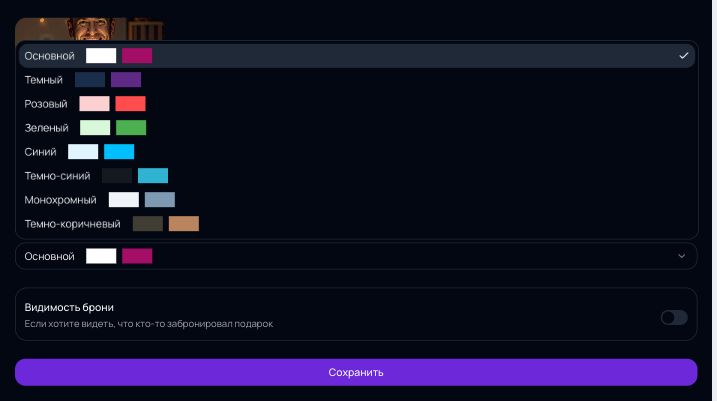 Основной
Темный
Розовый
Зеленый
Синий
Темно-синий
Монохромный
Темно-коричневый
Основной
Видимость брони
Если хотите видеть, что кто-то забронировал подарок
Сохранить